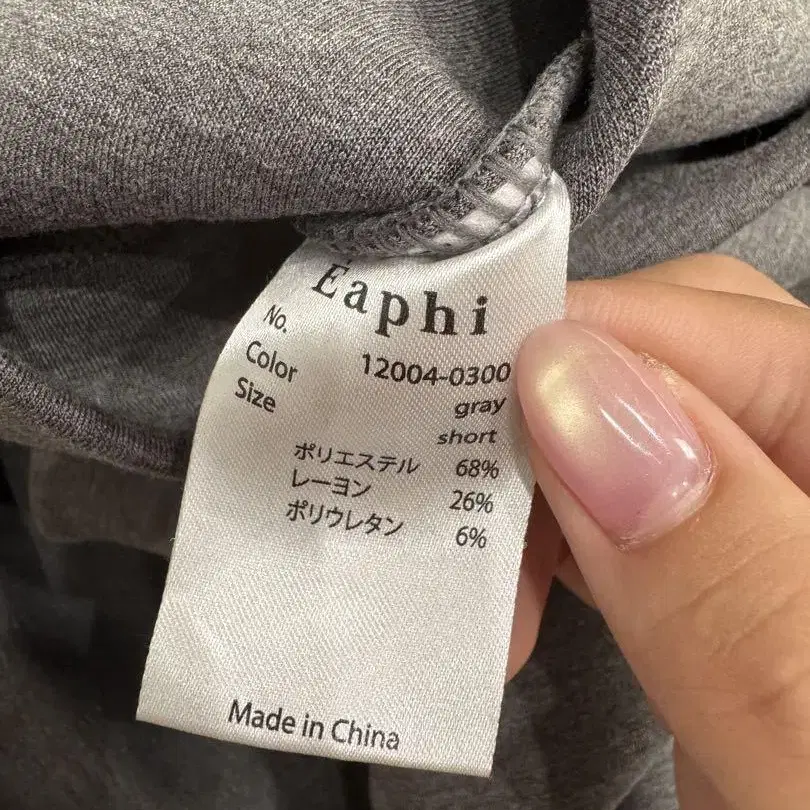 Eaphi
No. 12004-0300
Color gray
Size short
ポリエステル 68%
レーヨン 26%
ポリウレタン 6%
Made in China